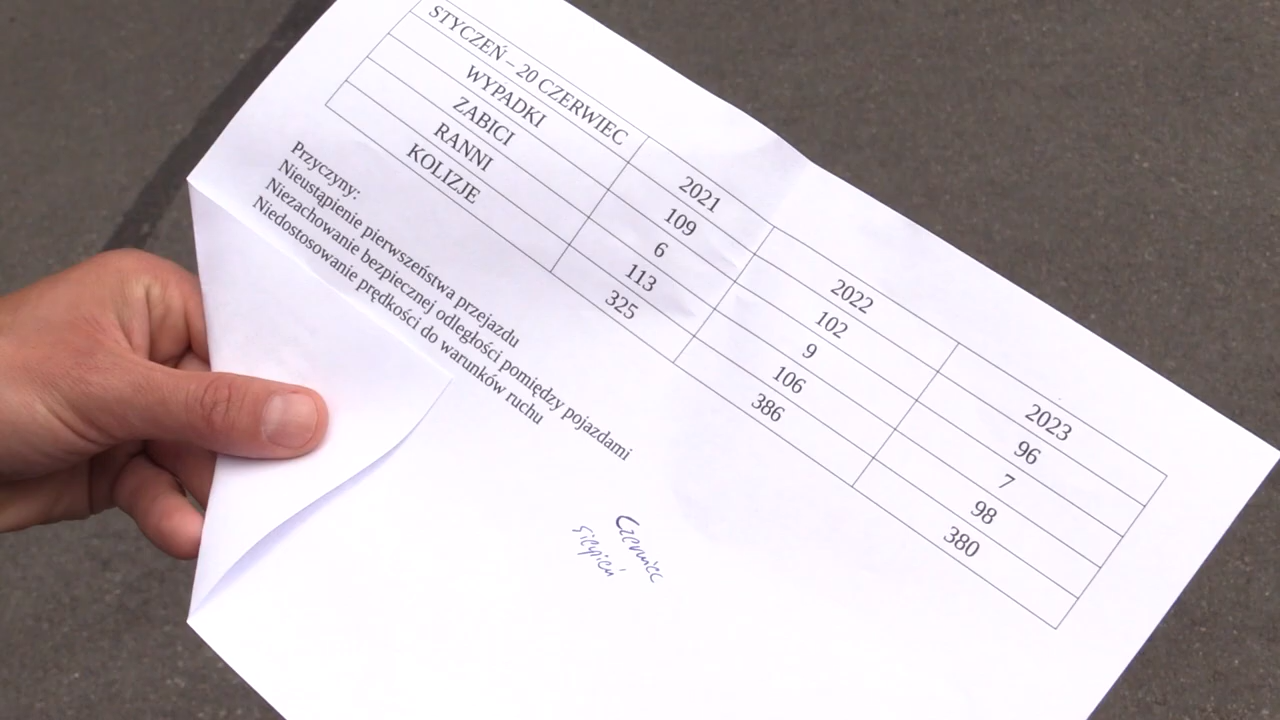 STYCZEŃ – 20 CZERWIEC 2021 2022 2023
WYPADKI 109 102 96
ZABICI 6 9 7
RANNI 113 106 98
KOLIZJE 325 386 380
Przyczyny:
Nieustąpienie pierwszeństwa przejazdu
Niezachowanie bezpiecznej odległości pomiędzy pojazdami
Niedostosowanie prędkości do warunków ruchu
Czerwiec
sierpień